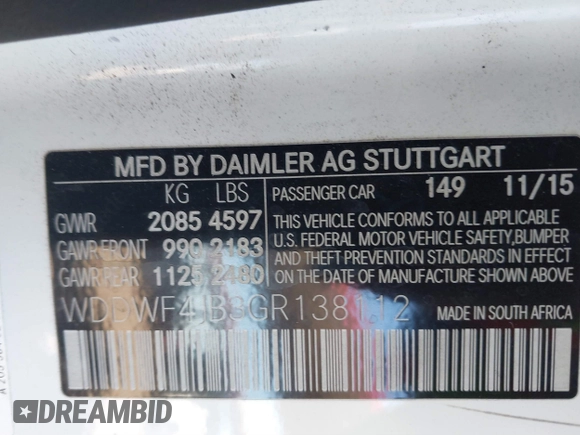 MFD BY DAIMLER AG STUTTGART
KG LBS PASSENGER CAR 149 11/15
GVWR 2085 4597 THIS VEHICLE CONFORMS TO ALL APPLICABLE
GAWR FRONT 990 2183 U.S. FEDERAL MOTOR VEHICLE SAFETY, BUMPER
GAWR REAR 1125 2480 AND THEFT PREVENTION STANDARDS IN EFFECT
ON THE DATE OF MANUFACTURE SHOWN ABOVE.
WDDWF4JB3GR138112 MADE IN SOUTH AFRICA
DREAMBID